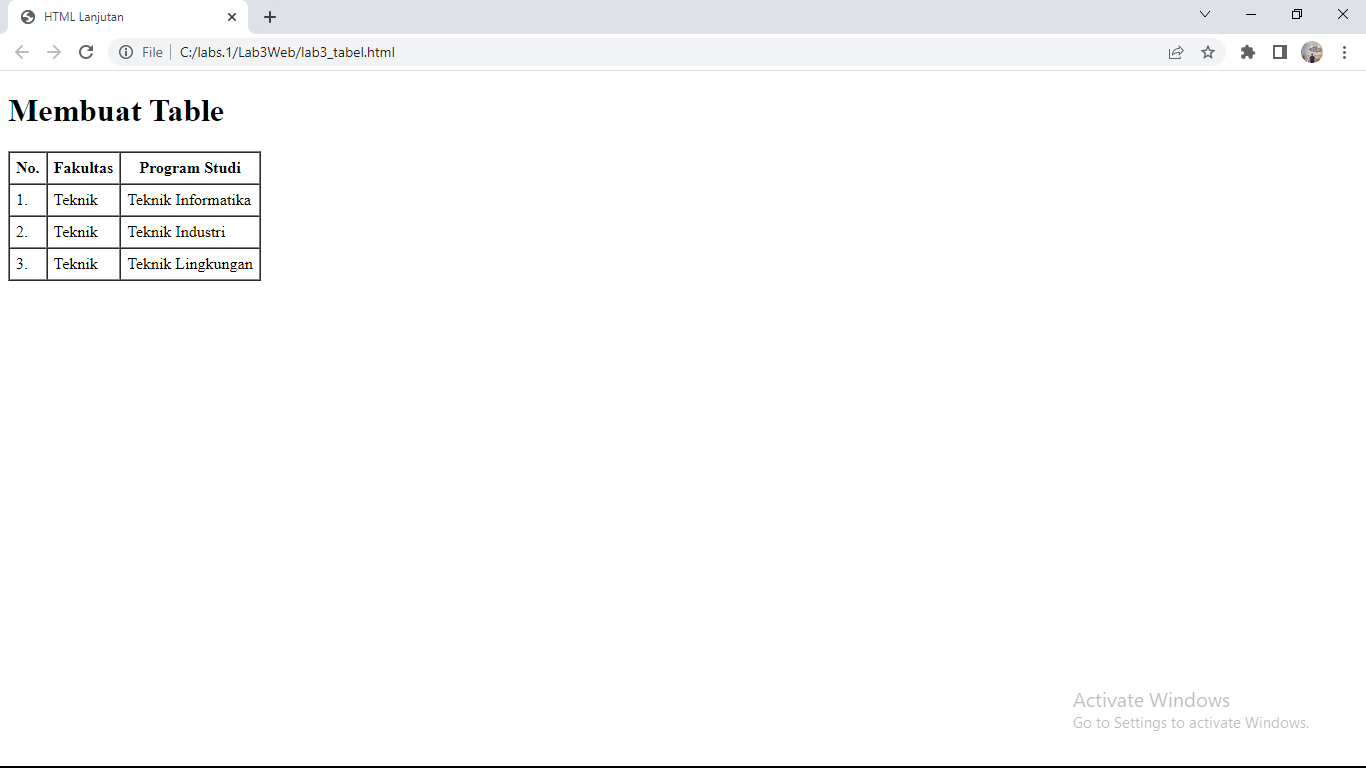 HTML Lanjutan
File C:/labs.1/Lab3Web/lab3_tabel.html
Membuat Table
No. Fakultas Program Studi
1. Teknik Teknik Informatika
2. Teknik Teknik Industri
3. Teknik Teknik Lingkungan
Activate Windows
Go to Settings to activate Windows.